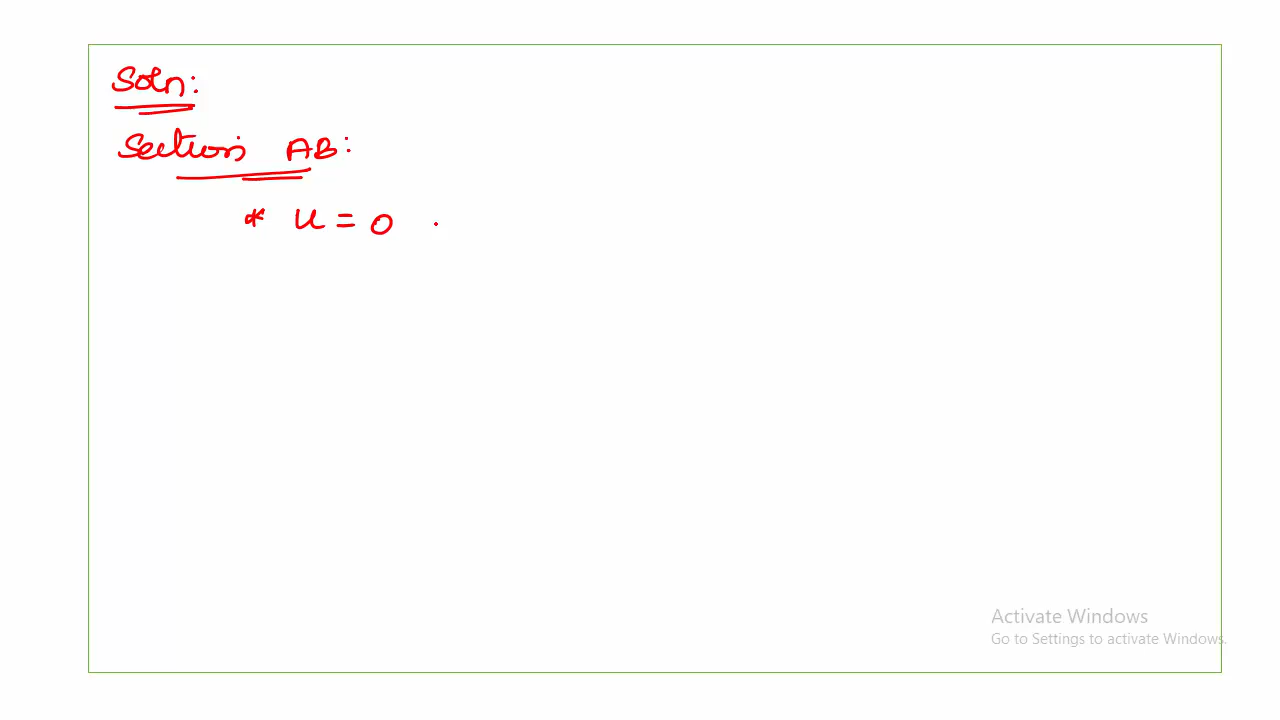 Soln:
Section AB:
* u = 0 .
Activate Windows
Go to Settings to activate Windows.